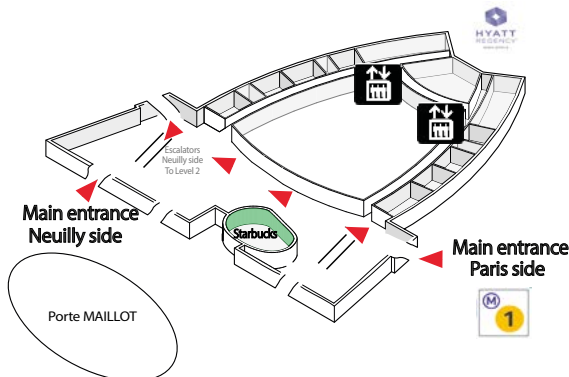 HYATT
REGENCY
Escalators
Neuilly side
To Level 2
Main entrance
Neuilly side
Starbucks
Main entrance
Paris side
Porte MAILLOT
M
1